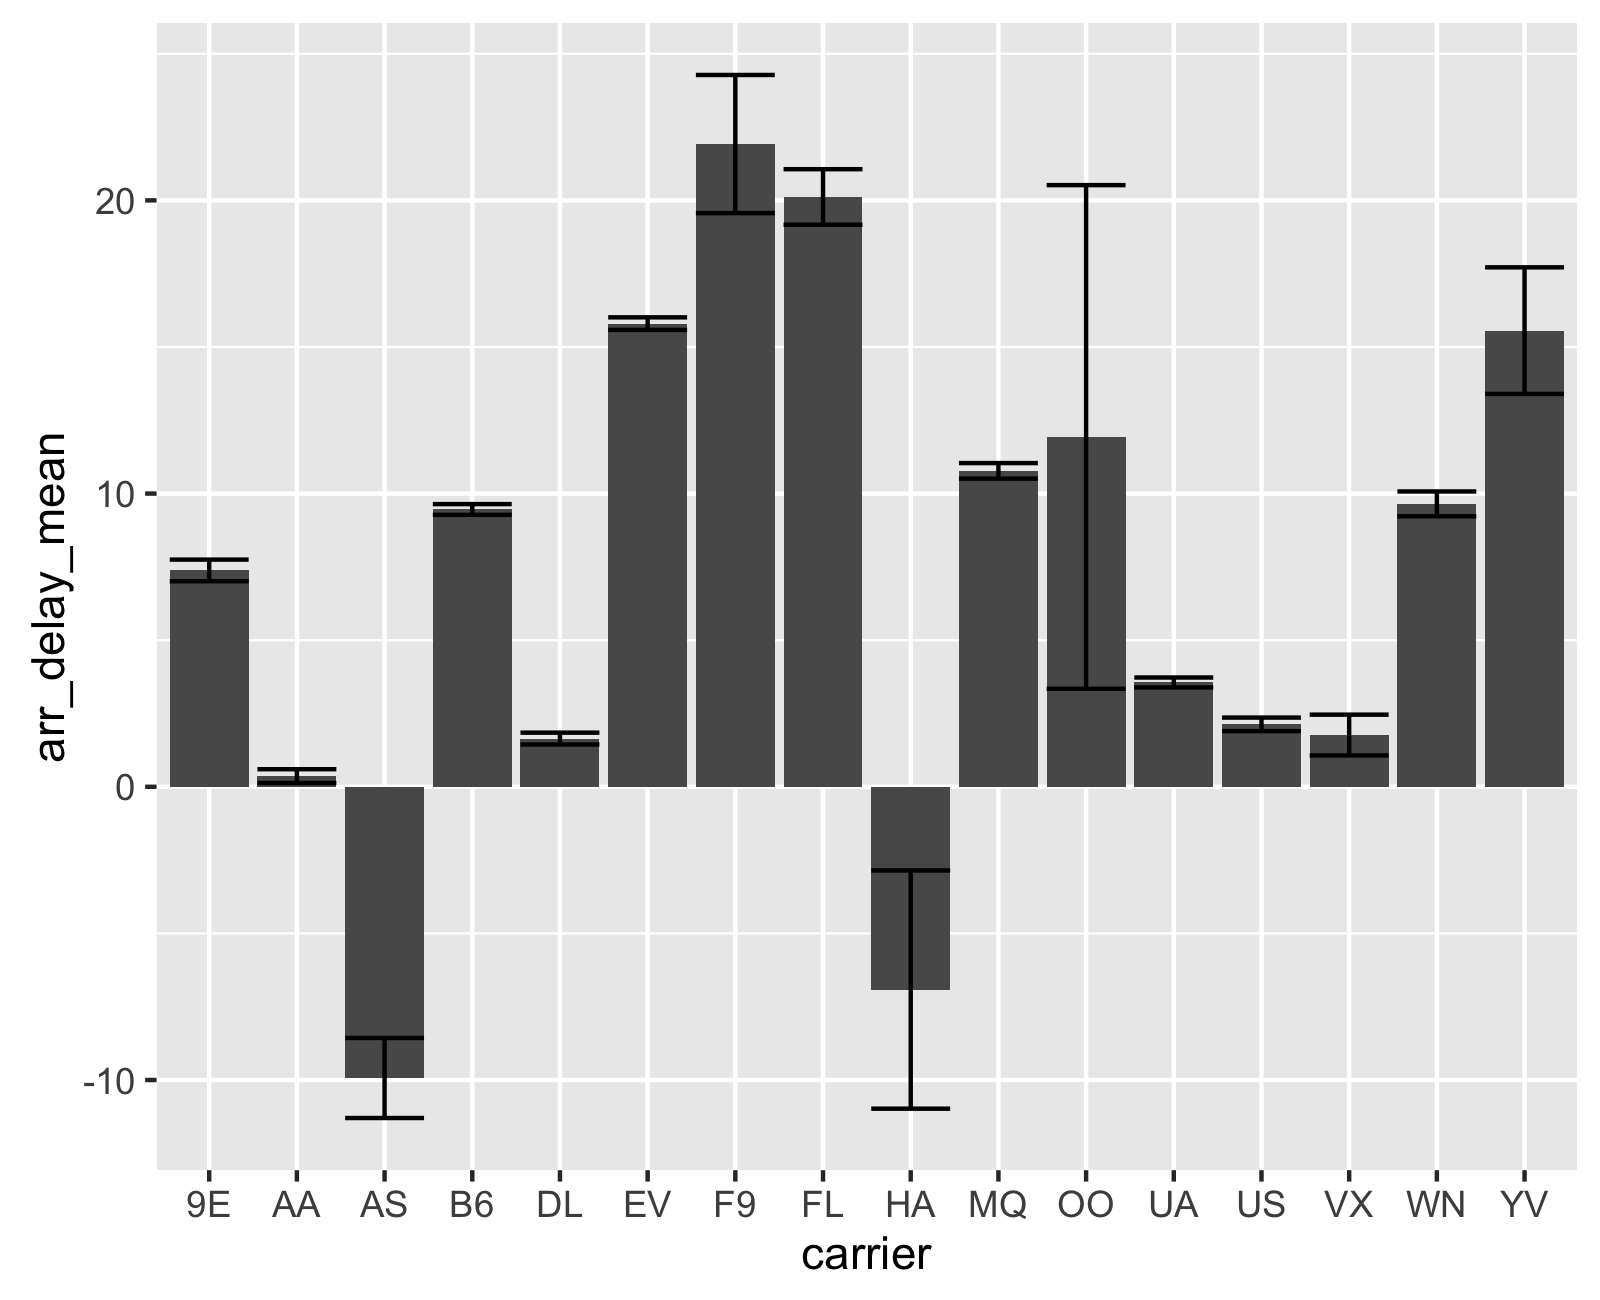 arr_delay_mean
20
10
0
-10
9E AA AS B6 DL EV F9 FL HA MQ OO UA US VX WN YV
carrier